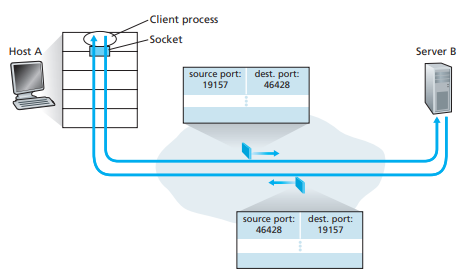 Client process
Socket
Host A
Server B
source port: dest. port:
19157 46428
source port: dest. port:
46428 19157